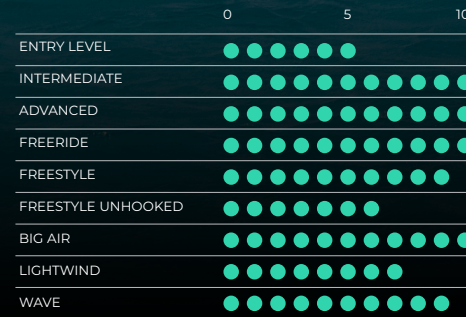 0 5 10
ENTRY LEVEL
INTERMEDIATE
ADVANCED
FREERIDE
FREESTYLE
FREESTYLE UNHOOKED
BIG AIR
LIGHTWIND
WAVE